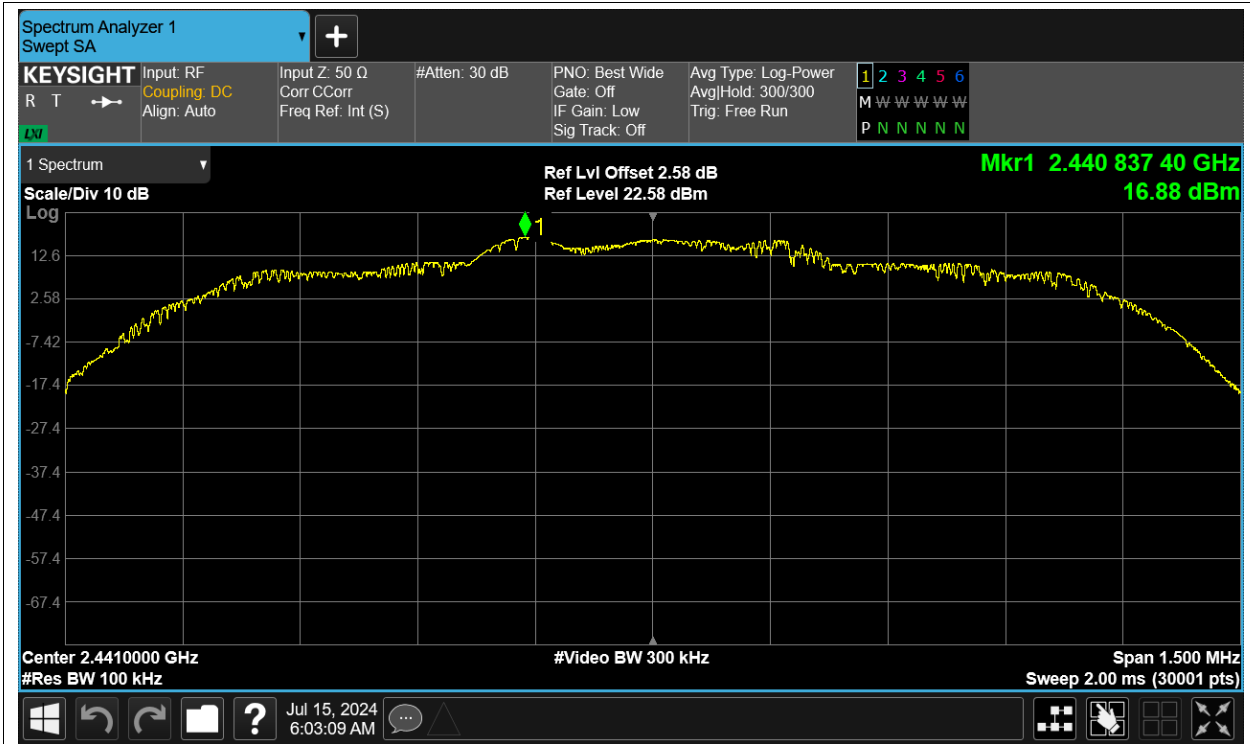 Spectrum Analyzer 1
Swept SA
KEYSIGHT
R T
LXI
Input: RF
Coupling: DC
Align: Auto
Input Z: 50 Ω
Corr CCorr
Freq Ref: Int (S)
#Atten: 30 dB
PNO: Best Wide
Gate: Off
IF Gain: Low
Sig Track: Off
Avg Type: Log-Power
Avg|Hold: 300/300
Trig: Free Run
1 2 3 4 5 6
M W W W W W
P N N N N N
1 Spectrum
Scale/Div 10 dB
Log
Ref Lvl Offset 2.58 dB
Ref Level 22.58 dBm
Mkr1 2.440 837 40 GHz
16.88 dBm
1
12.6
2.58
-7.42
-17.4
-27.4
-37.4
-47.4
-57.4
-67.4
Center 2.4410000 GHz
#Video BW 300 kHz
Span 1.500 MHz
#Res BW 100 kHz
Sweep 2.00 ms (30001 pts)
?
Jul 15, 2024
6:03:09 AM